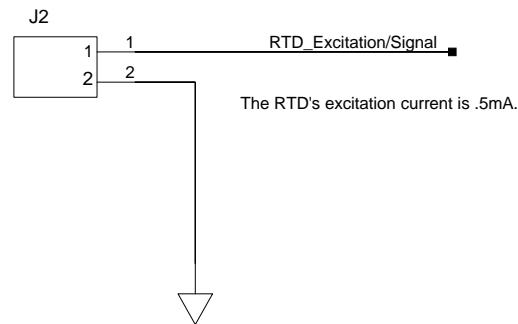 J2
1 1 RTD_Excitation/Signal
2 2
The RTD's excitation current is .5mA.